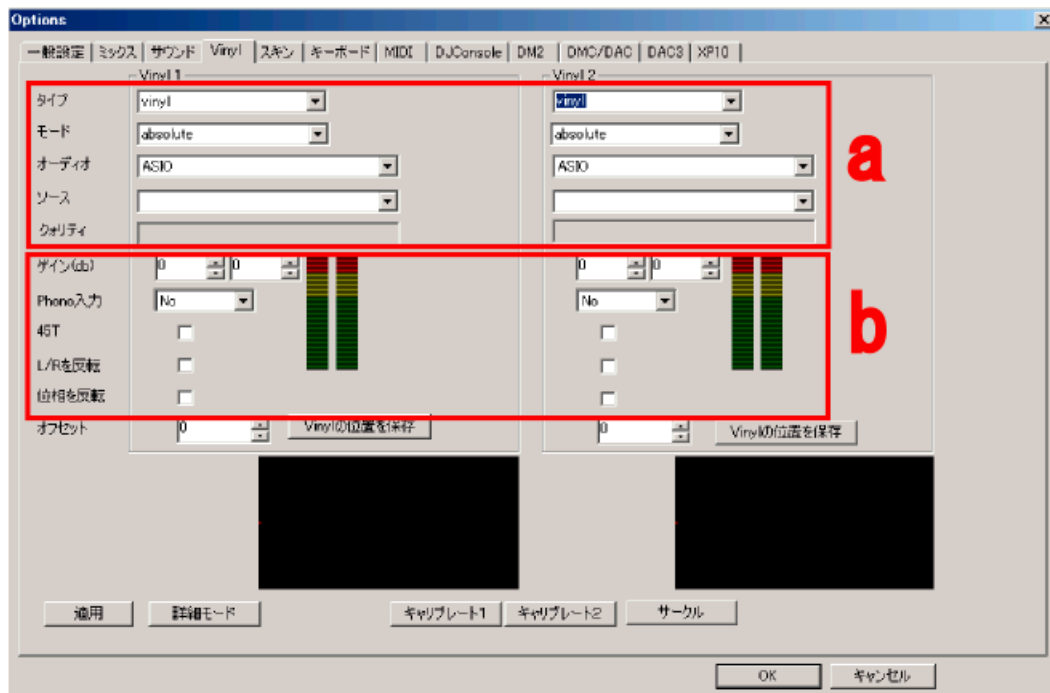 Options
一般設定 ミックス サウンド Vinyl スキン キーボード MIDI DJConsole DM2 DMC/DAC DAC3 XP10
Vinyl 1 Vinyl 2
タイプ vinyl vinyl
モード absolute absolute
a
オーディオ ASIO ASIO
ソース
クォリティ
ゲイン(db) 0 0 0 0
Phono入力 No No
b
45T
L/Rを反転
位相を反転
オフセット 0 Vinylの位置を保存 0 Vinylの位置を保存
適用 詳細モード キャリブレート1 キャリブレート2 サークル
OK キャンセル